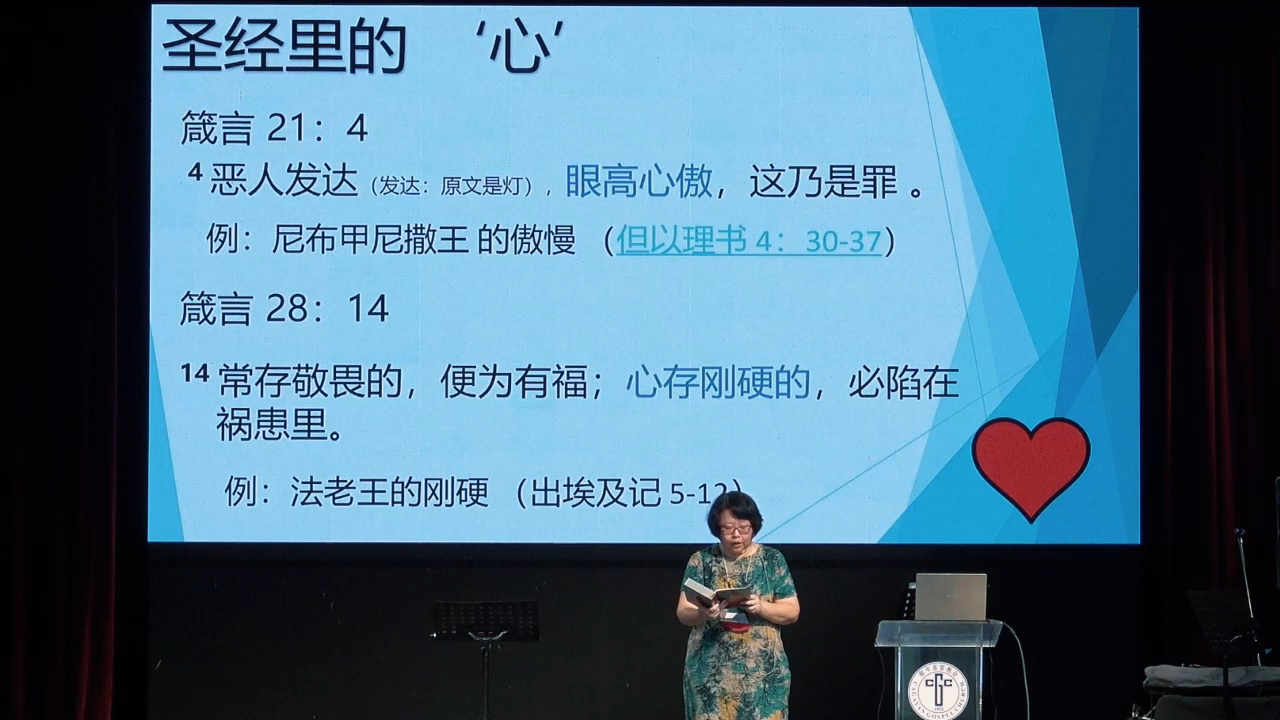 圣经里的 ‘心’
箴言 21：4
4 恶人发达（发达：原文是灯），眼高心傲，这乃是罪 。
例：尼布甲尼撒王 的傲慢 （但以理书 4：30-37）
箴言 28：14
14 常存敬畏的，便为有福；心存刚硬的，必陷在
祸患里。
例：法老王的刚硬 （出埃及记 5-12）
CGC